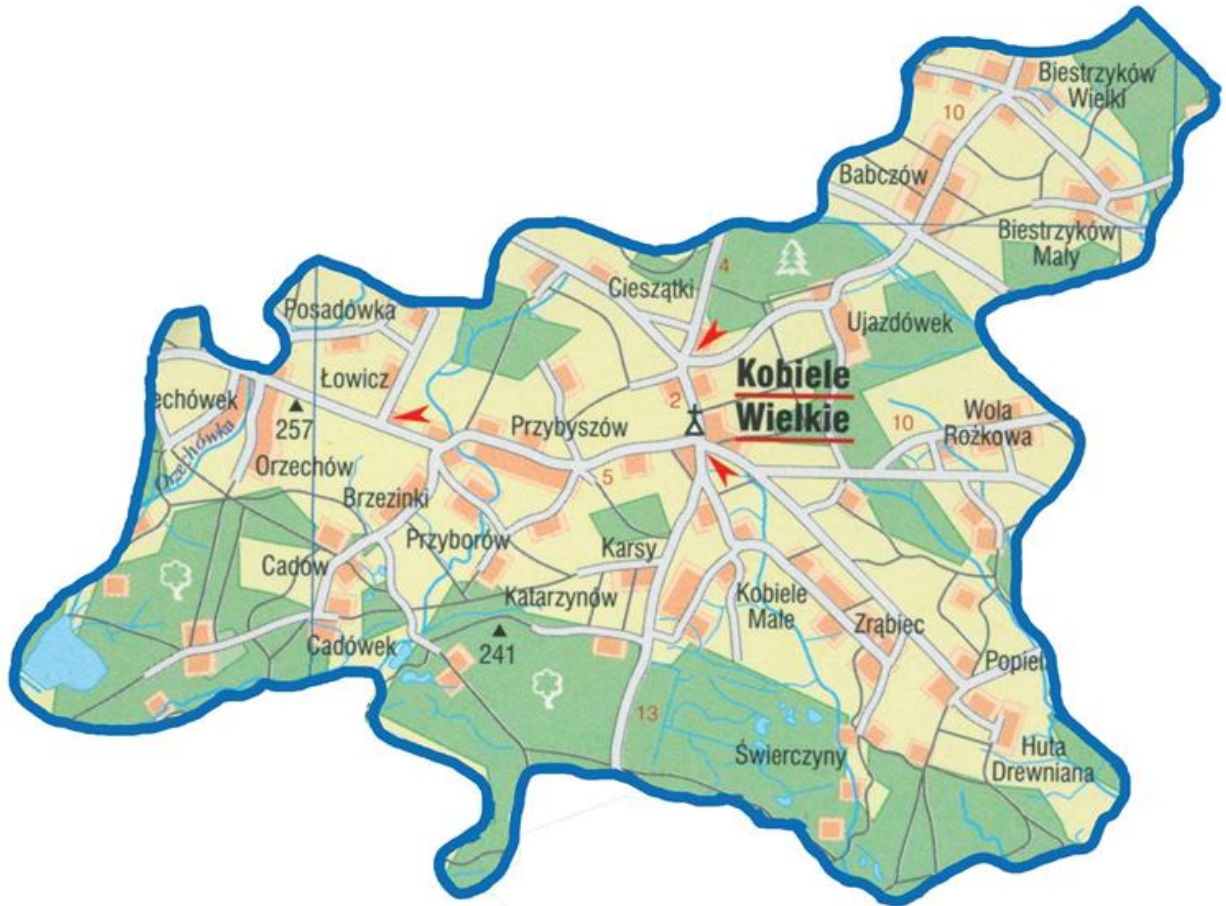 Biestrzyków
Wielki
10
Babczów
Biestrzyków
Mały
4
Cieszątki
Posadówka
Ujazdówek
Łowicz
Kobiele
Wielkie
echówek
257
2
Przybyszów
10
Wola
Rożkowa
Orzechówka
Orzechów
5
Brzezinki
Przyborów
Karsy
Cadów
Katarzynów
Kobiele
Małe
Zrąbiec
Cadówek
241
Popiel
13
Świerczyny
Huta
Drewniana